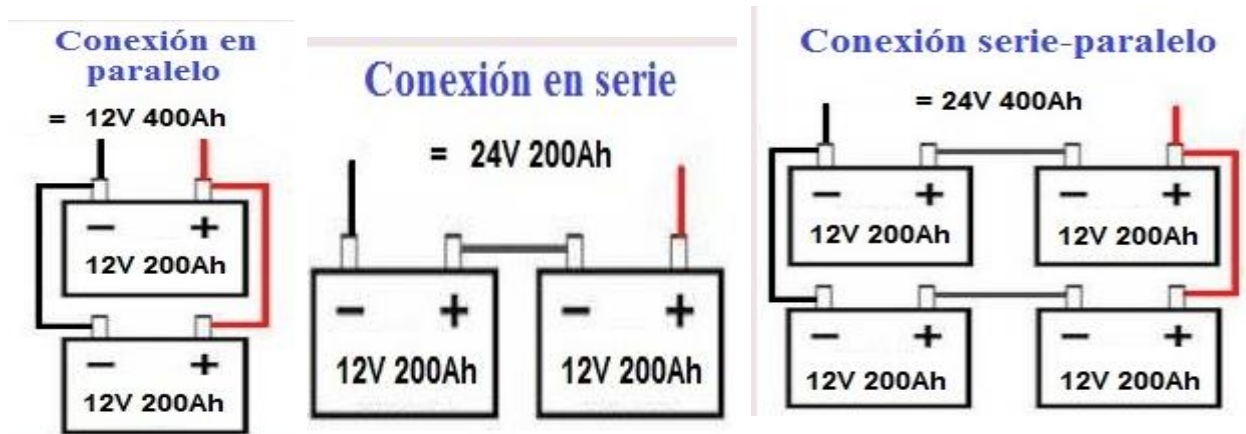 Conexión en
paralelo
= 12V 400Ah
− +
12V 200Ah
− +
12V 200Ah
Conexión en serie
= 24V 200Ah
− + − +
12V 200Ah 12V 200Ah
Conexión serie-paralelo
= 24V 400Ah
− + − +
12V 200Ah 12V 200Ah
− + − +
12V 200Ah 12V 200Ah